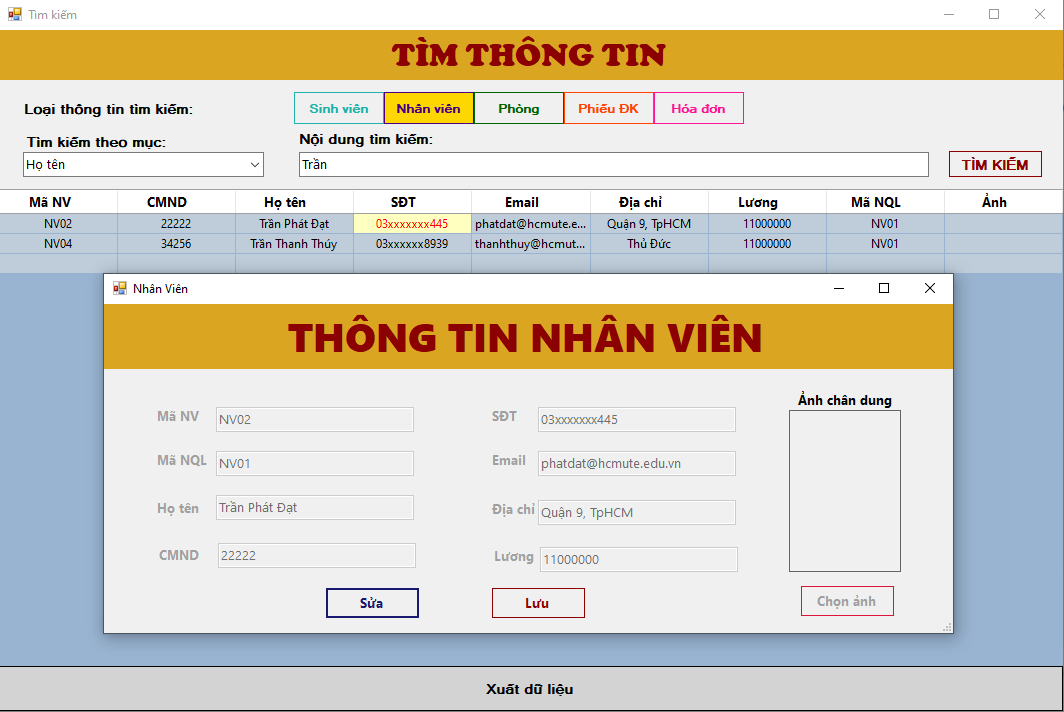 Tìm kiếm
TÌM THÔNG TIN
Loại thông tin tìm kiếm:
Sinh viên Nhân viên Phòng Phiếu ĐK Hóa đơn
Tìm kiếm theo mục: Nội dung tìm kiếm:
Họ tên Trần TÌM KIẾM
Mã NV CMND Họ tên SĐT Email Địa chỉ Lương Mã NQL Ảnh
NV02 22222 Trần Phát Đạt 03xxxxxxx445 phatdat@hcmute.e... Quận 9, TpHCM 11000000 NV01
NV04 34256 Trần Thanh Thúy 03xxxxxx8939 thanhthuy@hcmut... Thủ Đức 11000000 NV01
Nhân Viên
THÔNG TIN NHÂN VIÊN
Ảnh chân dung
Mã NV NV02 SĐT 03xxxxxxx445
Mã NQL NV01 Email phatdat@hcmute.edu.vn
Họ tên Trần Phát Đạt Địa chỉ Quận 9, TpHCM
CMND 22222 Lương 11000000
Sửa Lưu Chọn ảnh
Xuất dữ liệu